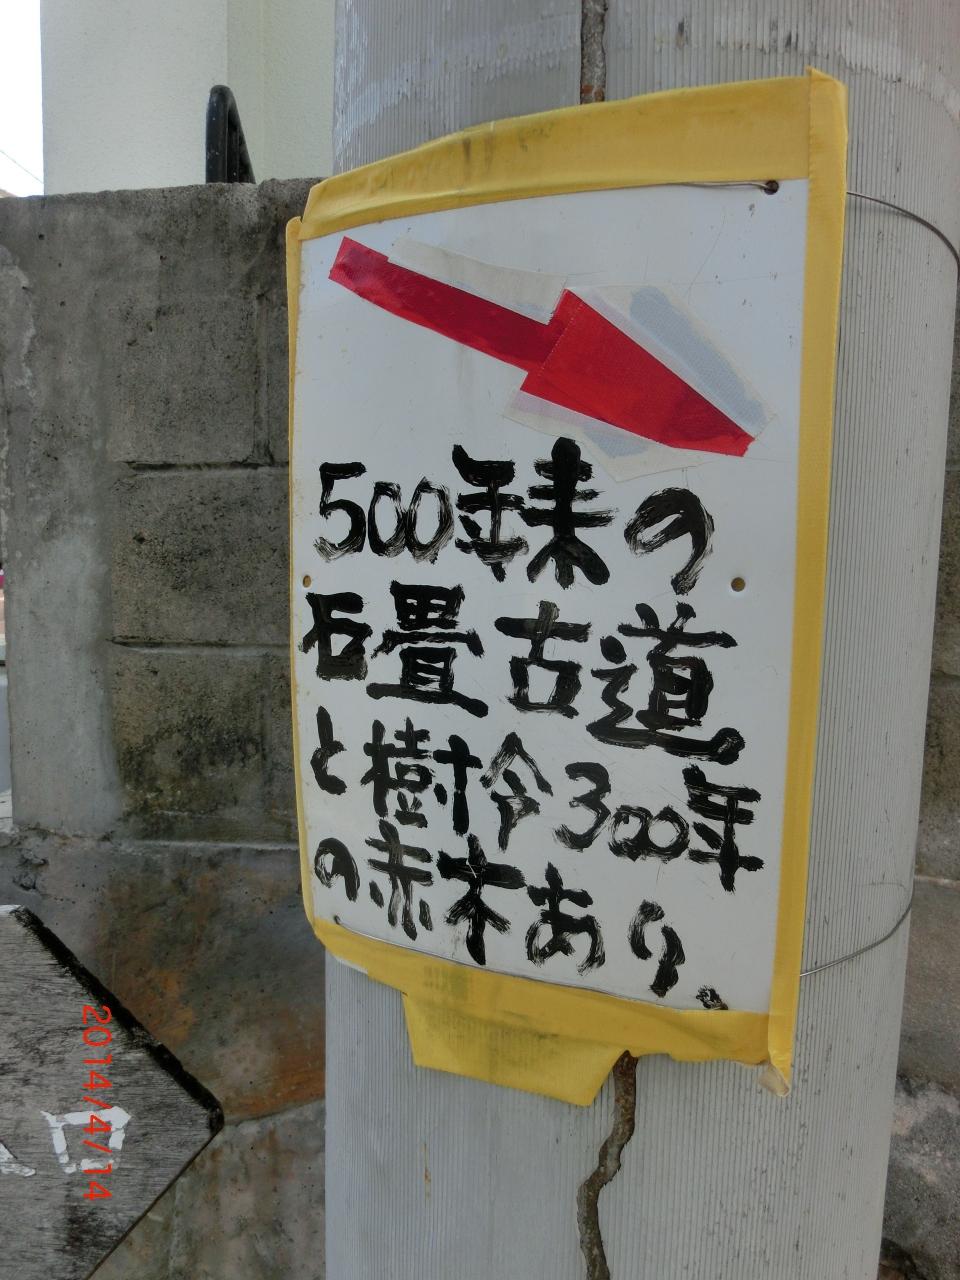 500年来の
石畳古道
と樹令300年
の赤木あり、
口
2014/4/14